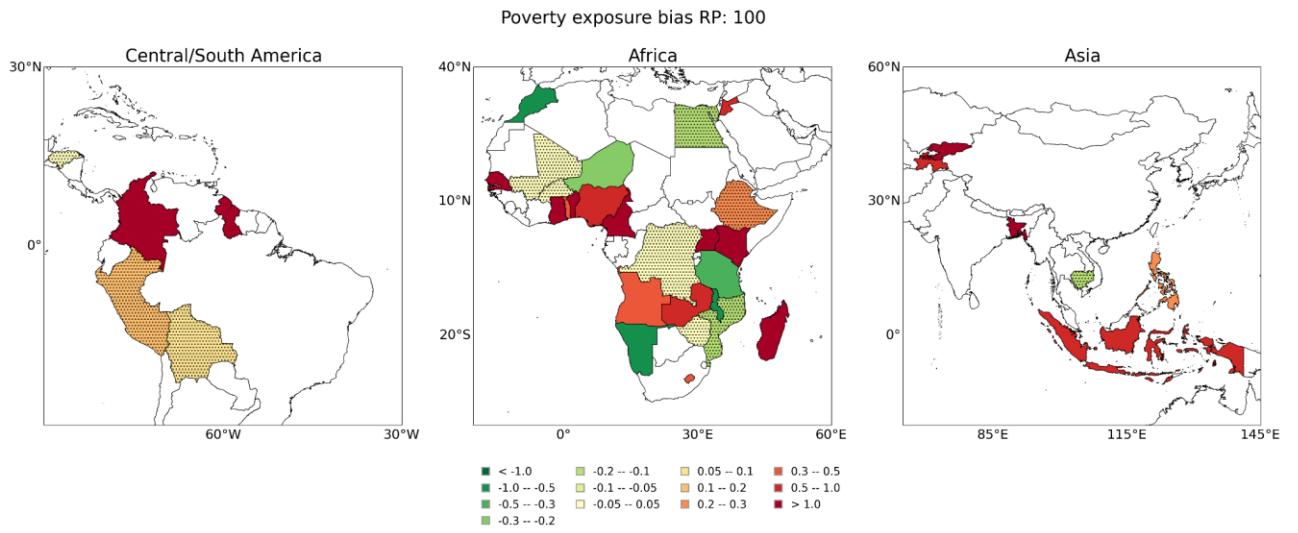 Poverty exposure bias RP: 100
Central/South America
Africa
Asia
30°N
0°
60°W
30°W
40°N
10°N
20°S
0°
30°E
60°E
60°N
30°N
0°
85°E
115°E
145°E
< -1.0
-1.0 -- -0.5
-0.5 -- -0.3
-0.3 -- -0.2
-0.2 -- -0.1
-0.1 -- -0.05
-0.05 -- 0.05
0.05 -- 0.1
0.1 -- 0.2
0.2 -- 0.3
0.3 -- 0.5
0.5 -- 1.0
> 1.0